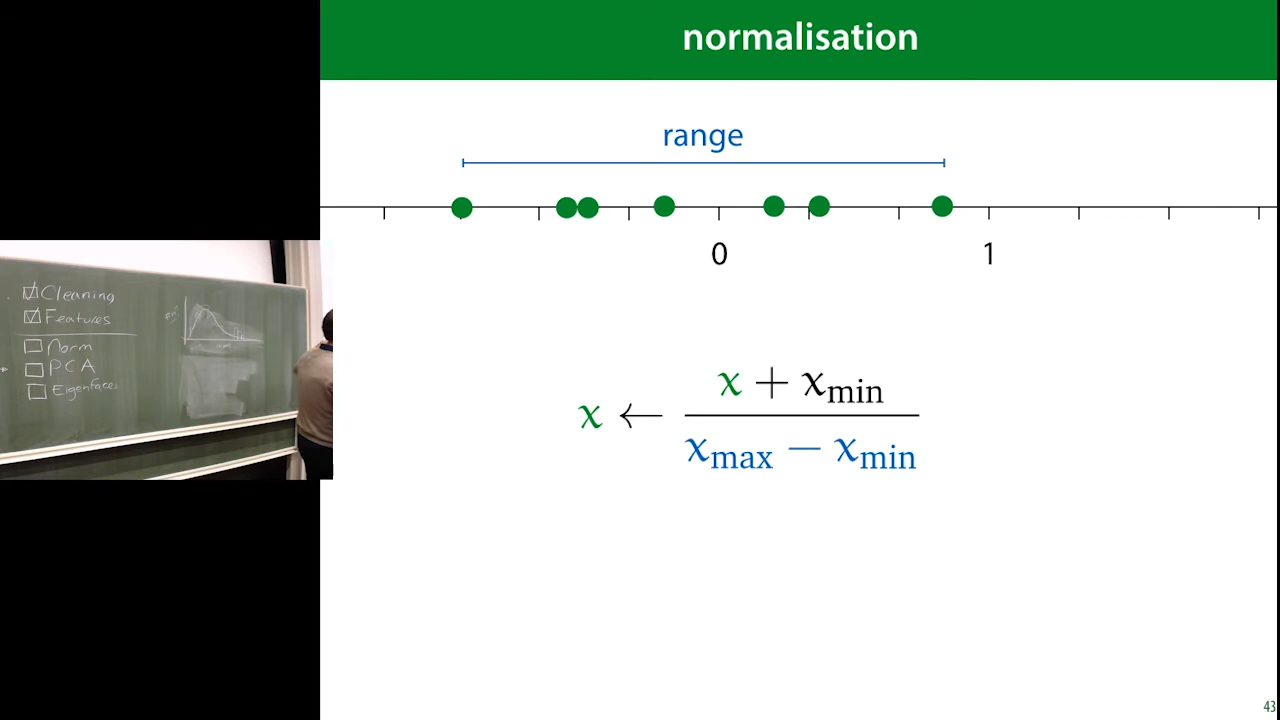 normalisation
range
0 1
x ← x + x_min / x_max − x_min
Cleaning
Features
Norm
PCA
Eigenfaces
43